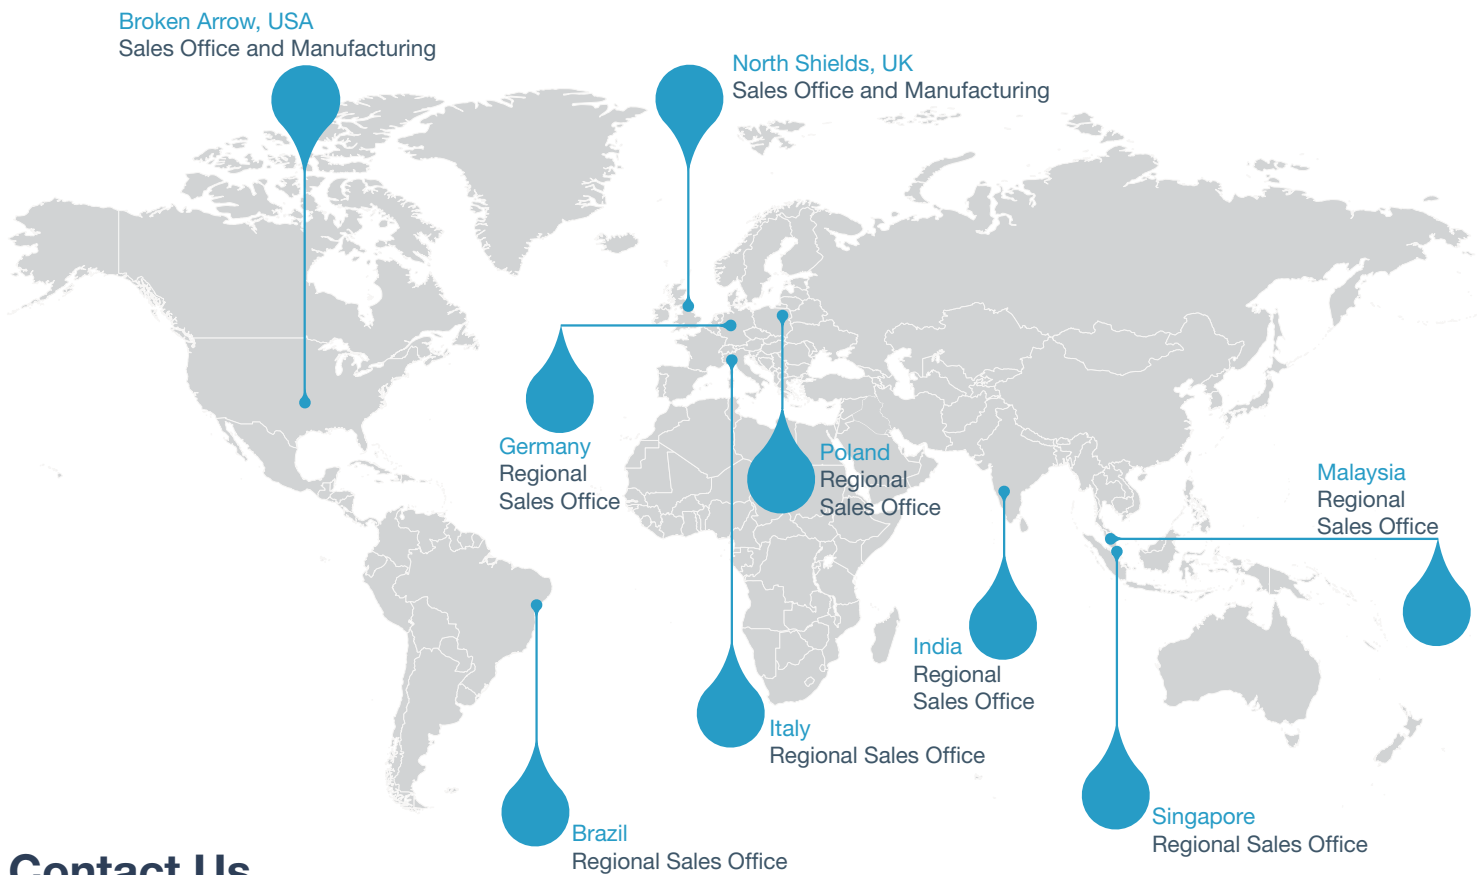 Broken Arrow, USA
Sales Office and Manufacturing
North Shields, UK
Sales Office and Manufacturing
Germany
Regional
Sales Office
Poland
Regional
Sales Office
Malaysia
Regional
Sales Office
India
Regional
Sales Office
Italy
Regional Sales Office
Singapore
Regional Sales Office
Brazil
Regional Sales Office
Contact Us